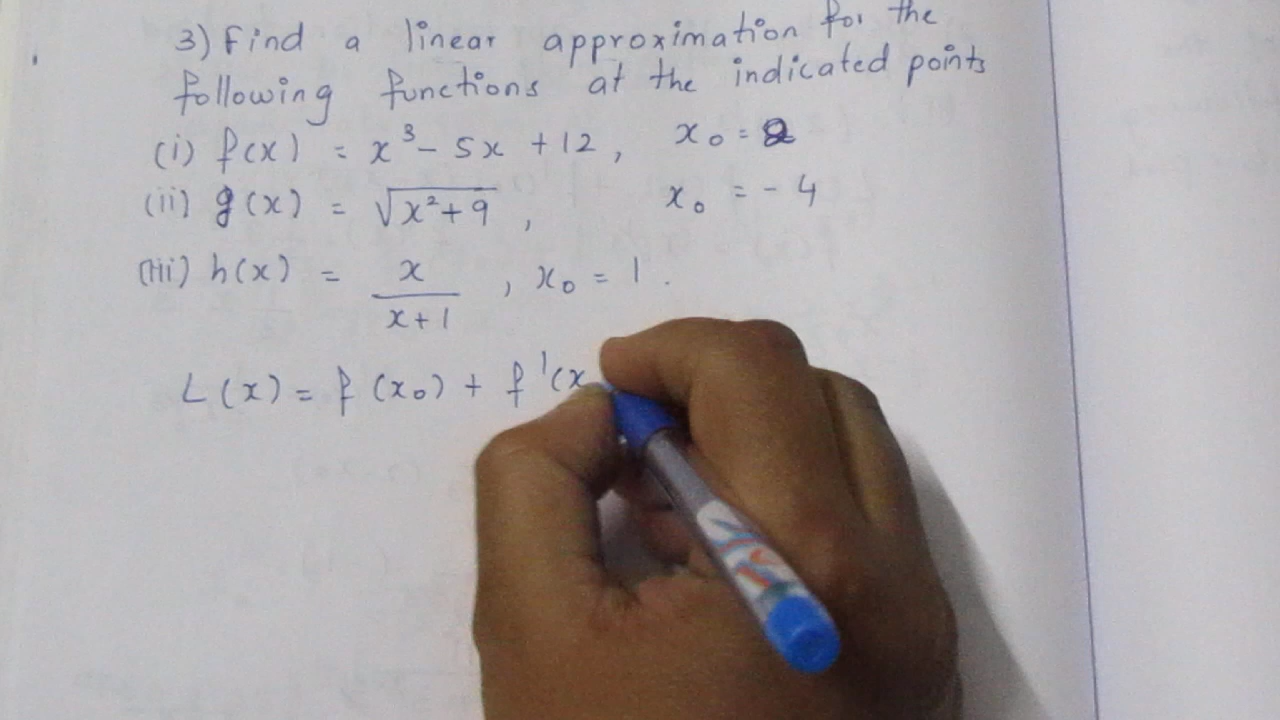 3) Find a linear approximation for the
following functions at the indicated points
(i) f(x) = x³ - 5x + 12, x₀ = 2
(ii) g(x) = √(x² + 9), x₀ = -4
(iii) h(x) = x/(x+1), x₀ = 1.
L(x) = f(x₀) + f'(x